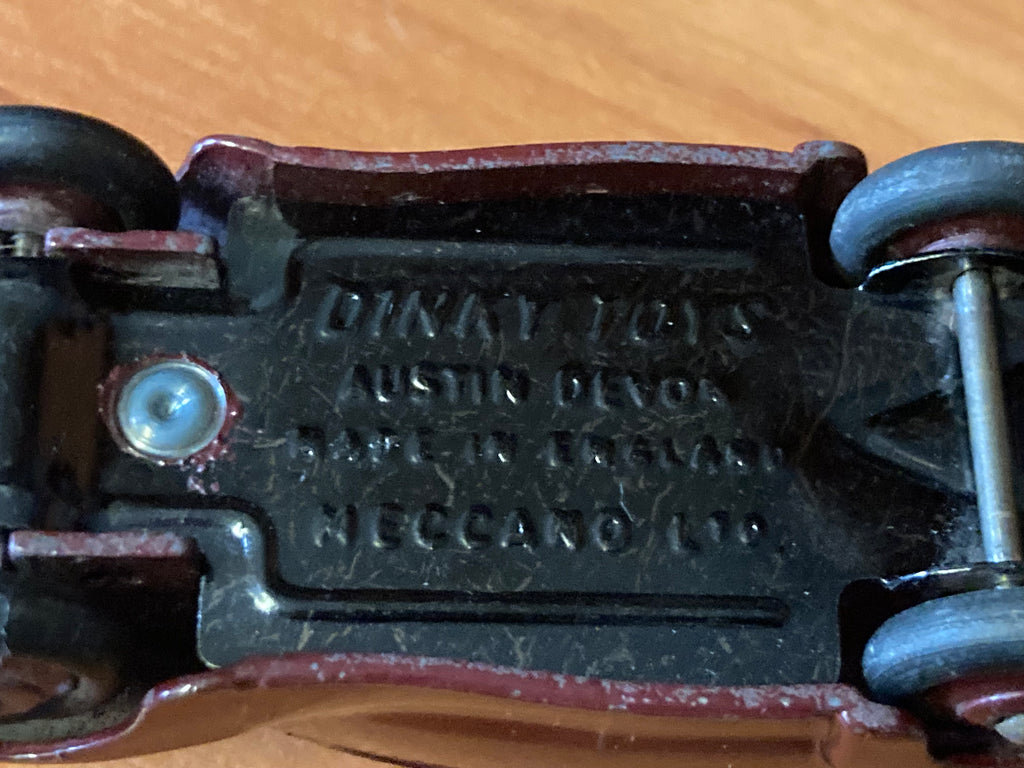 DINKY TOYS
AUSTIN DEVON
MADE IN ENGLAND
MECCANO LTD.